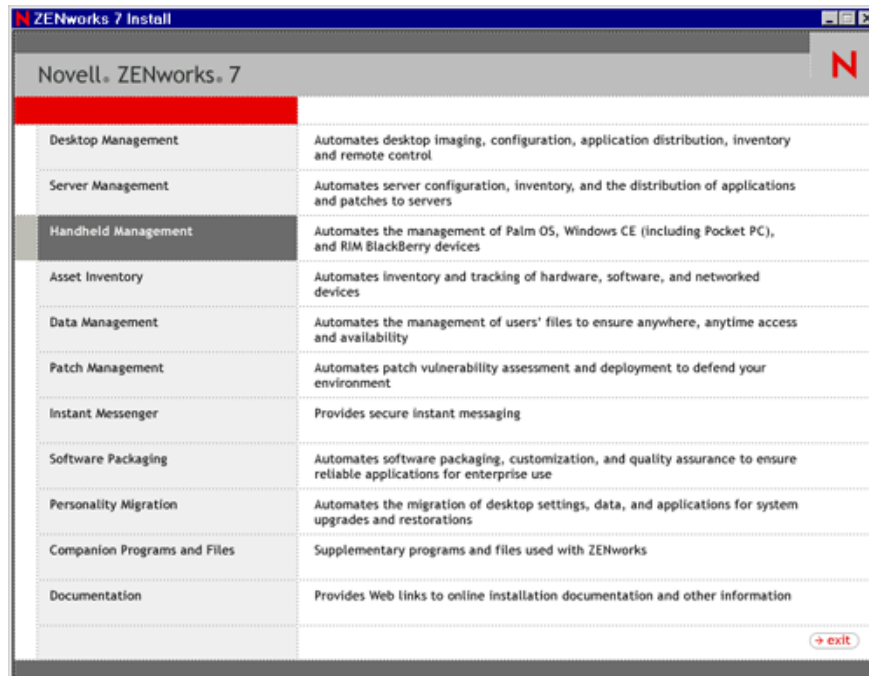 N ZENworks 7 Install
Novell® ZENworks® 7
N
Desktop Management
Automates desktop imaging, configuration, application distribution, inventory
and remote control
Server Management
Automates server configuration, inventory, and the distribution of applications
and patches to servers
Handheld Management
Automates the management of Palm OS, Windows CE (including Pocket PC),
and RIM BlackBerry devices
Asset Inventory
Automates inventory and tracking of hardware, software, and networked
devices
Data Management
Automates the management of users' files to ensure anywhere, anytime access
and availability
Patch Management
Automates patch vulnerability assessment and deployment to defend your
environment
Instant Messenger
Provides secure instant messaging
Software Packaging
Automates software packaging, customization, and quality assurance to ensure
reliable applications for enterprise use
Personality Migration
Automates the migration of desktop settings, data, and applications for system
upgrades and restorations
Companion Programs and Files
Supplementary programs and files used with ZENworks
Documentation
Provides Web links to online installation documentation and other information
exit